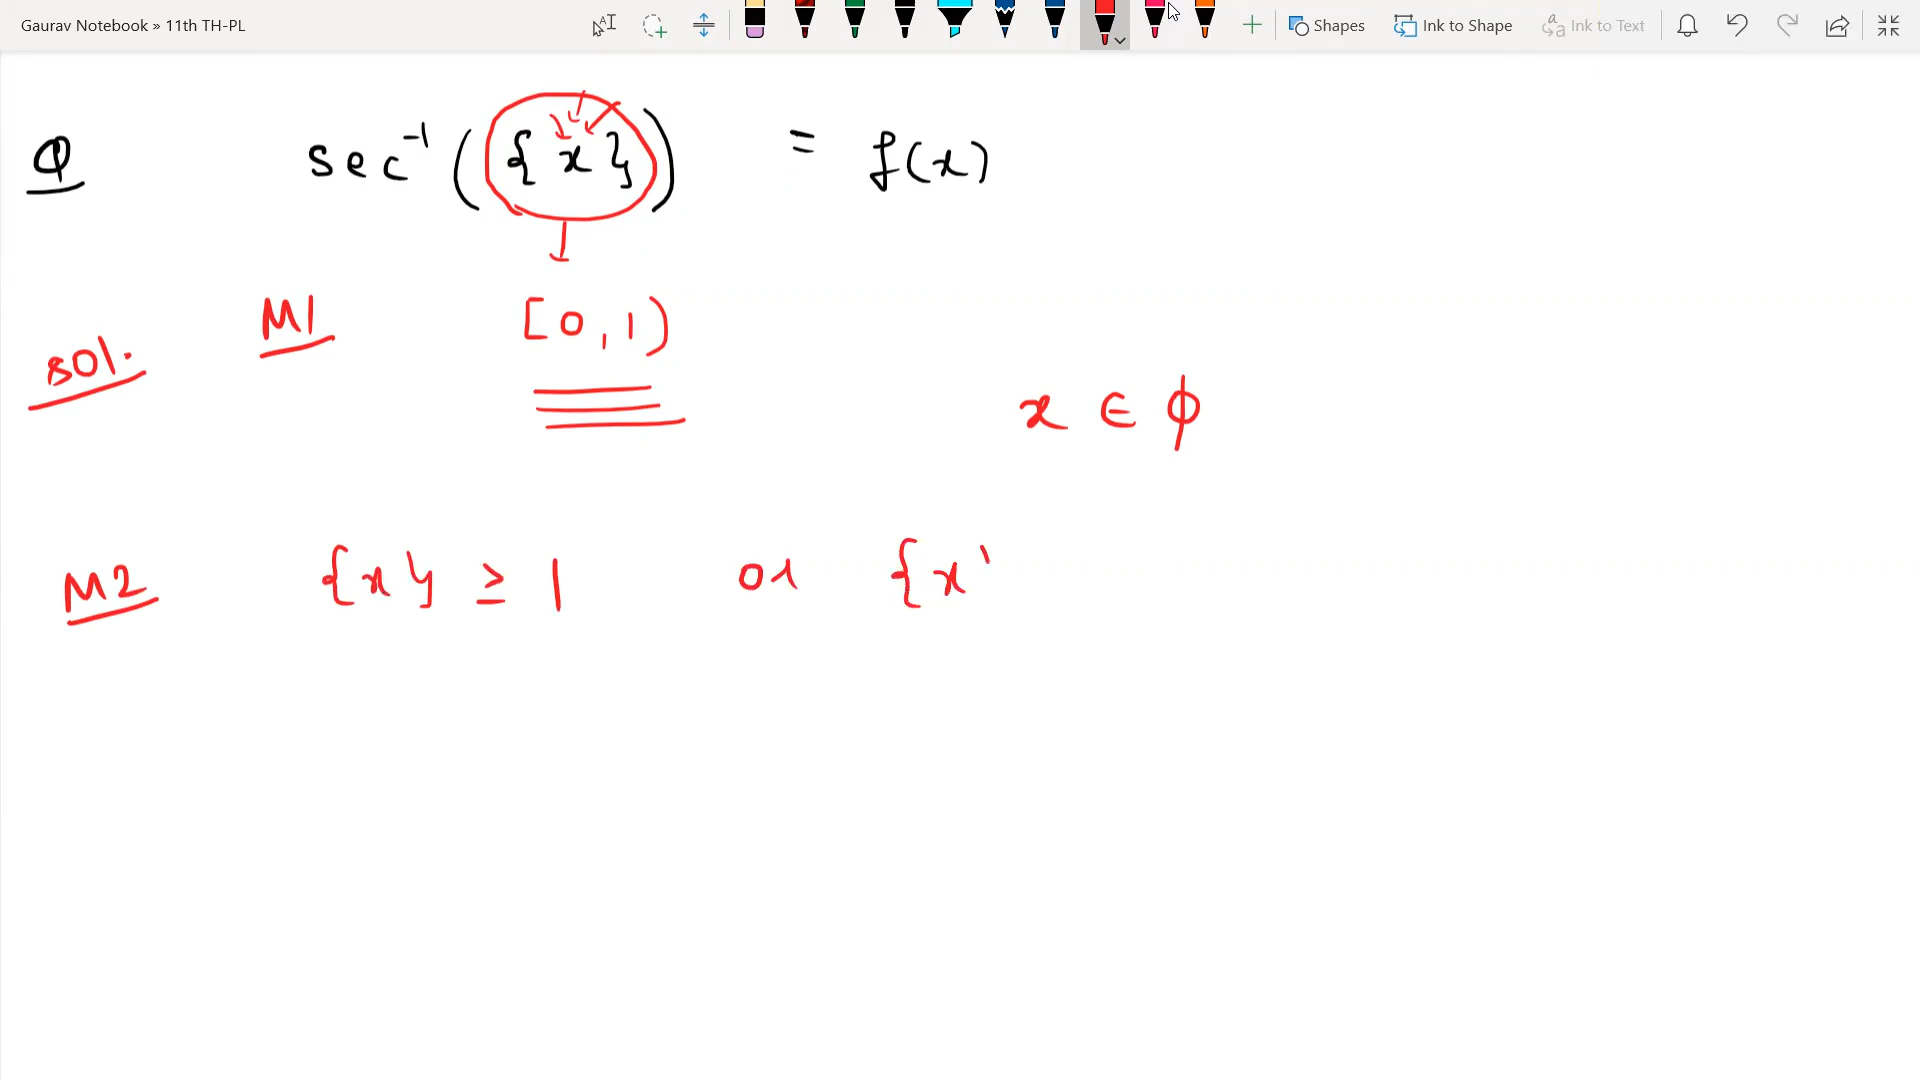 Gaurav Notebook » 11th TH-PL
Shapes
Ink to Shape
Ink to Text
Q sec⁻¹({x}) = f(x)
sol. M1 [0,1)
x ∈ ϕ
M2 {x} ≥ 1 or {x